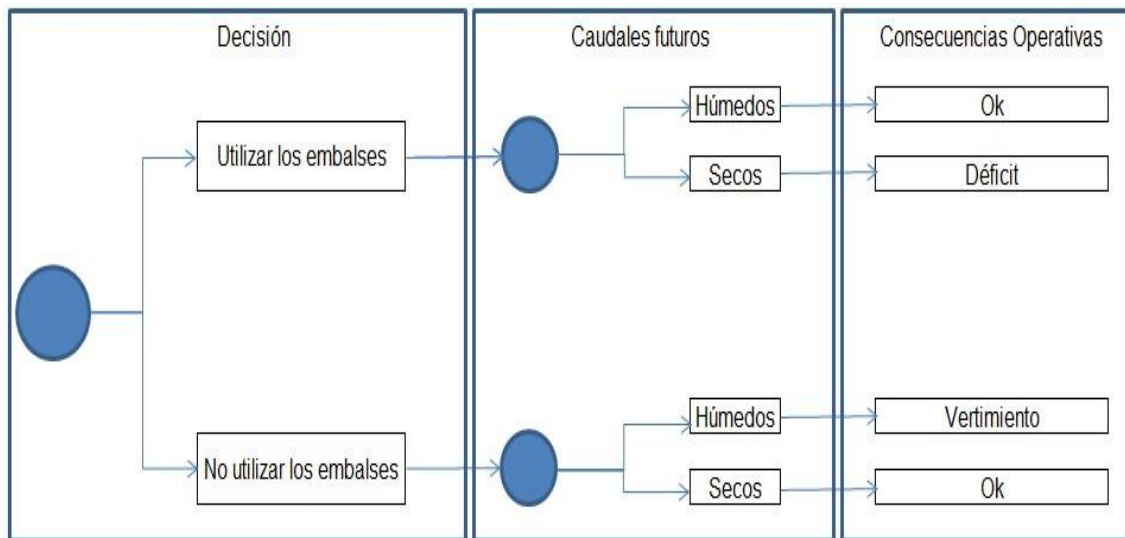 Decisión
Caudales futuros
Consecuencias Operativas
Utilizar los embalses
Húmedos
Ok
Secos
Déficit
No utilizar los embalses
Húmedos
Vertimiento
Secos
Ok